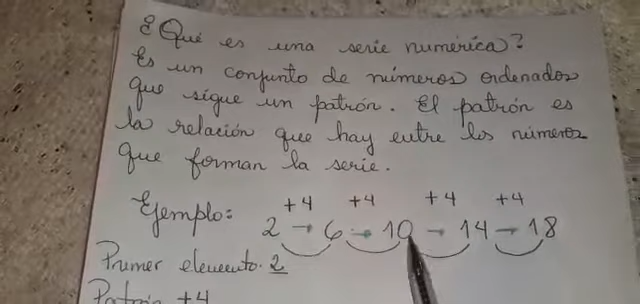 ¿Qué es una serie numérica?
Es un conjunto de números ordenados
que sigue un patrón. El patrón es
la relación que hay entre los números
que forman la serie.
+4 +4 +4 +4
Ejemplo: 2 → 6 → 10 → 14 → 18
Primer elemento: 2
Patrón +4